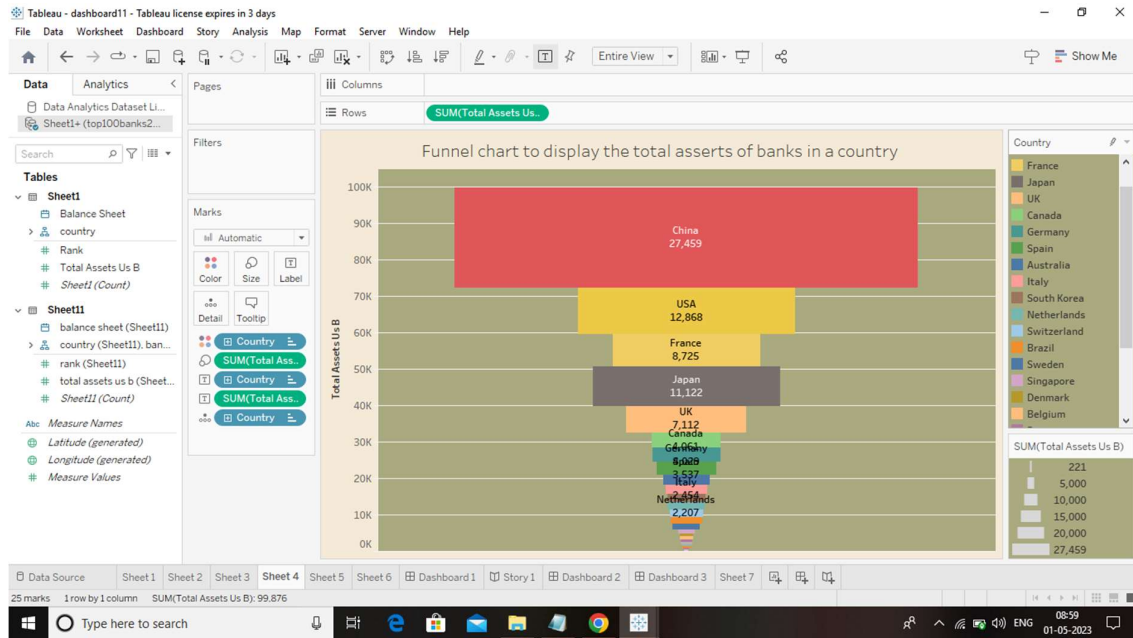 Tableau - dashboard11 - Tableau license expires in 3 days
File Data Worksheet Dashboard Story Analysis Map Format Server Window Help
Entire View
Show Me
Data Analytics
Data Analytics Dataset Li...
Sheet1+ (top100banks2...
Search
Tables
Sheet1
Balance Sheet
country
Rank
Total Assets Us B
Sheet1 (Count)
Sheet11
balance sheet (Sheet11)
country (Sheet11), ban...
rank (Sheet11)
total assets us b (Sheet...
Sheet11 (Count)
Abc Measure Names
Latitude (generated)
Longitude (generated)
Measure Values
Pages
Filters
Marks
Automatic
Color Size Label
Detail Tooltip
Country
SUM(Total Ass..
Country
SUM(Total Ass..
Country
Columns
Rows SUM(Total Assets Us..
Funnel chart to display the total asserts of banks in a country
Total Assets Us B
100K
90K
80K
70K
60K
50K
40K
30K
20K
10K
0K
China
27,459
USA
12,868
France
8,725
Japan
11,122
UK
7,112
Canada
4,061
Germany
Spain
3,537
Italy
2,454
Netherlands
2,207
Country
France
Japan
UK
Canada
Germany
Spain
Australia
Italy
South Korea
Netherlands
Switzerland
Brazil
Sweden
Singapore
Denmark
Belgium
SUM(Total Assets Us B)
221
5,000
10,000
15,000
20,000
27,459
Data Source Sheet 1 Sheet 2 Sheet 3 Sheet 4 Sheet 5 Sheet 6 Dashboard 1 Story 1 Dashboard 2 Dashboard 3 Sheet 7
25 marks 1 row by 1 column SUM(Total Assets Us B): 99,876
Type here to search
ENG
08:59
01-05-2023